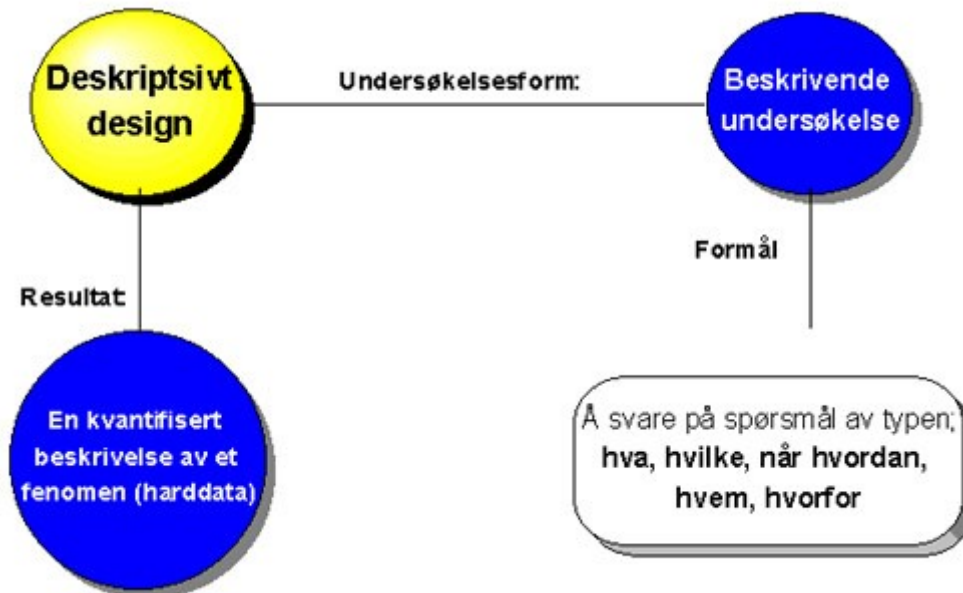 Deskriptsivt
design
Undersøkelsesform:
Beskrivende
undersøkelse
Resultat:
Formål
En kvantifisert
beskrivelse av et
fenomen (harddata)
Å svare på spørsmål av typen;
hva, hvilke, når hvordan,
hvem, hvorfor